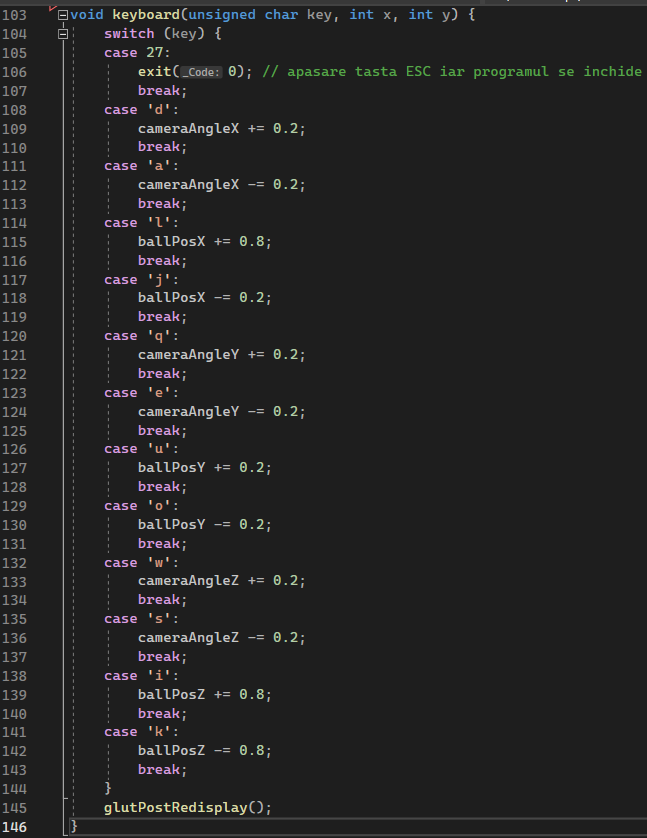 103 void keyboard(unsigned char key, int x, int y) {
104 switch (key) {
105 case 27:
106 exit(_Code: 0); // apasare tasta ESC iar programul se inchide
107 break;
108 case 'd':
109 cameraAngleX += 0.2;
110 break;
111 case 'a':
112 cameraAngleX -= 0.2;
113 break;
114 case 'l':
115 ballPosX += 0.8;
116 break;
117 case 'j':
118 ballPosX -= 0.2;
119 break;
120 case 'q':
121 cameraAngleY += 0.2;
122 break;
123 case 'e':
124 cameraAngleY -= 0.2;
125 break;
126 case 'u':
127 ballPosY += 0.2;
128 break;
129 case 'o':
130 ballPosY -= 0.2;
131 break;
132 case 'w':
133 cameraAngleZ += 0.2;
134 break;
135 case 's':
136 cameraAngleZ -= 0.2;
137 break;
138 case 'i':
139 ballPosZ += 0.8;
140 break;
141 case 'k':
142 ballPosZ -= 0.8;
143 break;
144 }
145 glutPostRedisplay();
146 }